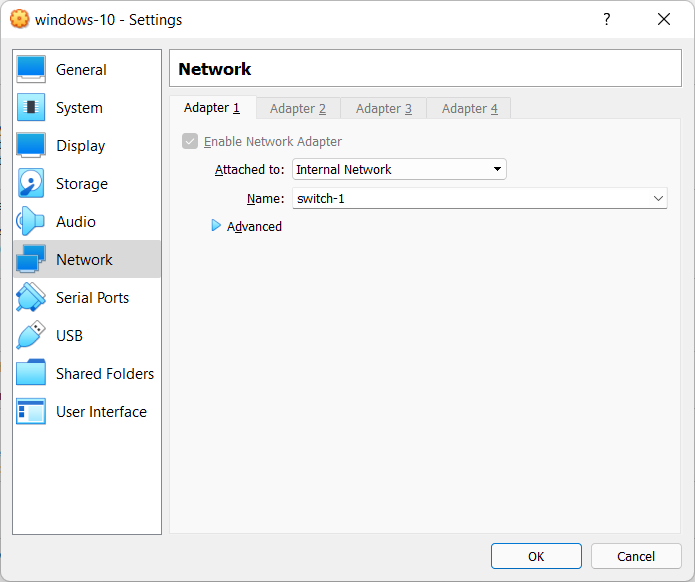 windows-10 - Settings
?
General
System
Display
Storage
Audio
Network
Serial Ports
USB
Shared Folders
User Interface
Network
Adapter 1
Adapter 2
Adapter 3
Adapter 4
Enable Network Adapter
Attached to: Internal Network
Name: switch-1
Advanced
OK
Cancel